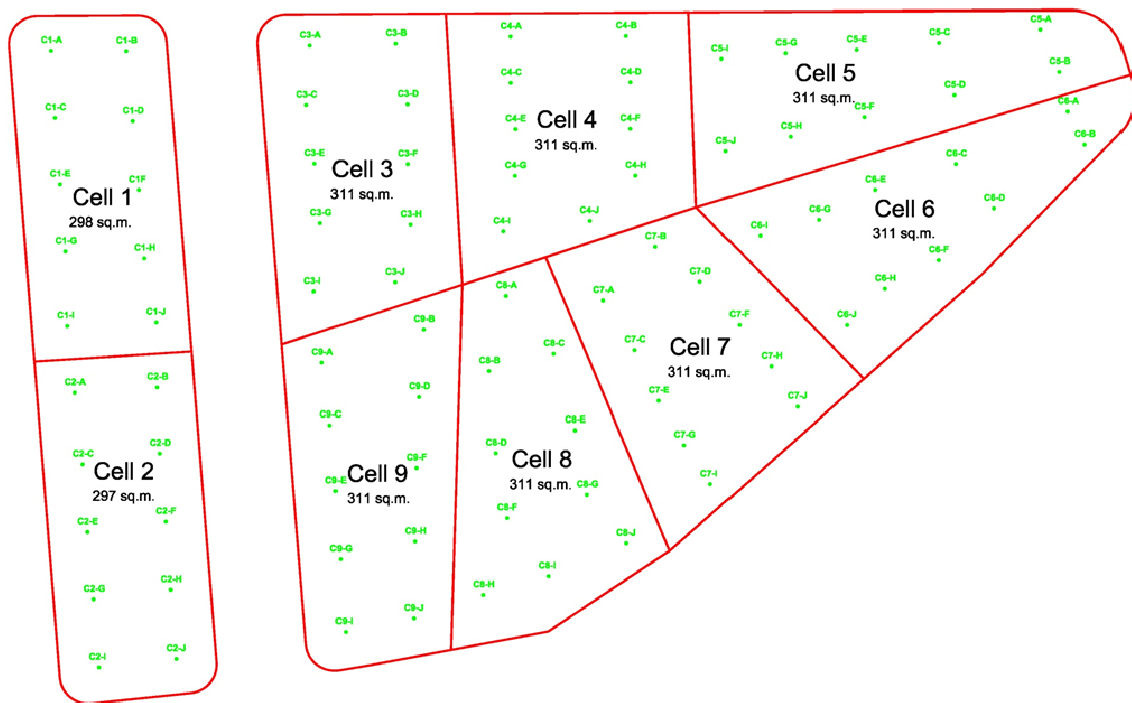 C1-A
C1-B
C1-C
C1-D
C1-E
C1F
Cell 1
298 sq.m.
C1-G
C1-H
C1-I
C1-J
C2-A
C2-B
C2-C
C2-D
Cell 2
297 sq.m.
C2-E
C2-F
C2-G
C2-H
C2-I
C2-J
C3-A
C3-B
C3-C
C3-D
C3-E
C3-F
Cell 3
311 sq.m.
C3-G
C3-H
C3-I
C3-J
C4-A
C4-B
C4-C
C4-D
C4-E
C4-F
Cell 4
311 sq.m.
C4-G
C4-H
C4-I
C4-J
C5-A
C5-B
C5-C
C5-E
C5-G
C5-I
Cell 5
311 sq.m.
C5-D
C5-F
C5-H
C5-J
C6-A
C6-B
C6-C
C6-E
C6-D
C6-G
C6-I
Cell 6
311 sq.m.
C6-F
C6-H
C6-J
C7-B
C7-D
C7-A
C7-F
C7-C
Cell 7
311 sq.m.
C7-H
C7-E
C7-J
C7-G
C7-I
C8-A
C8-C
C8-B
C8-E
C8-D
Cell 8
311 sq.m.
C8-G
C8-F
C8-J
C8-I
C8-H
C9-B
C9-A
C9-D
C9-C
C9-F
Cell 9
C9-E
311 sq.m.
C9-H
C9-G
C9-J
C9-I